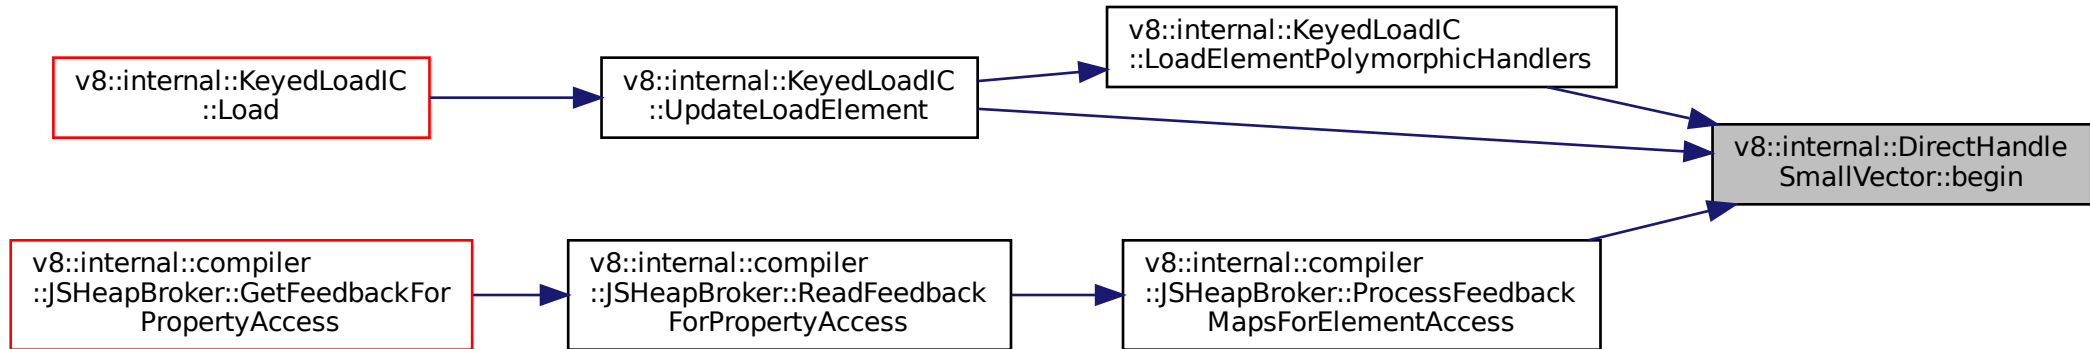 v8::internal::KeyedLoadIC
::Load
v8::internal::KeyedLoadIC
::UpdateLoadElement
v8::internal::KeyedLoadIC
::LoadElementPolymorphicHandlers
v8::internal::DirectHandle
SmallVector::begin
v8::internal::compiler
::JSHeapBroker::GetFeedbackFor
PropertyAccess
v8::internal::compiler
::JSHeapBroker::ReadFeedback
ForPropertyAccess
v8::internal::compiler
::JSHeapBroker::ProcessFeedback
MapsForElementAccess